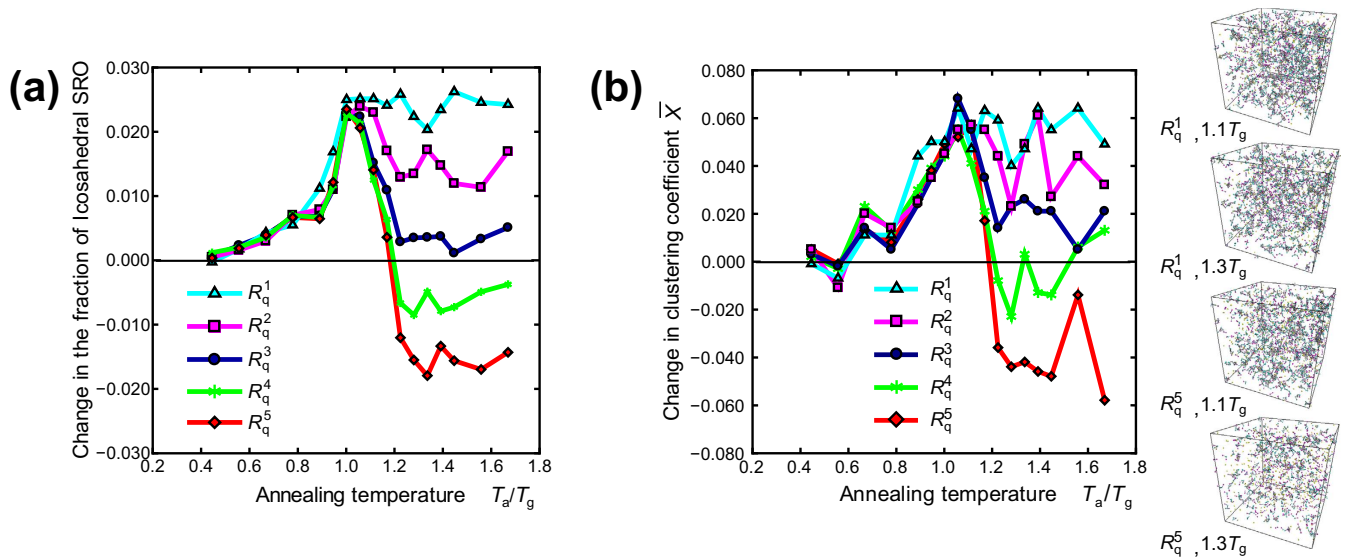 (a)
Change in the fraction of Icosahedral SRO
0.030
0.020
0.010
0.000
−0.010
−0.020
−0.030
R_q^1
R_q^2
R_q^3
R_q^4
R_q^5
0.2 0.4 0.6 0.8 1.0 1.2 1.4 1.6 1.8
Annealing temperature T_a/T_g
(b)
Change in clustering coefficient X̅
0.080
0.060
0.040
0.020
0.000
−0.020
−0.040
−0.060
−0.080
R_q^1
R_q^2
R_q^3
R_q^4
R_q^5
0.2 0.4 0.6 0.8 1.0 1.2 1.4 1.6 1.8
Annealing temperature T_a/T_g
R_q^1 ,1.1T_g
R_q^1 ,1.3T_g
R_q^5 ,1.1T_g
R_q^5 ,1.3T_g